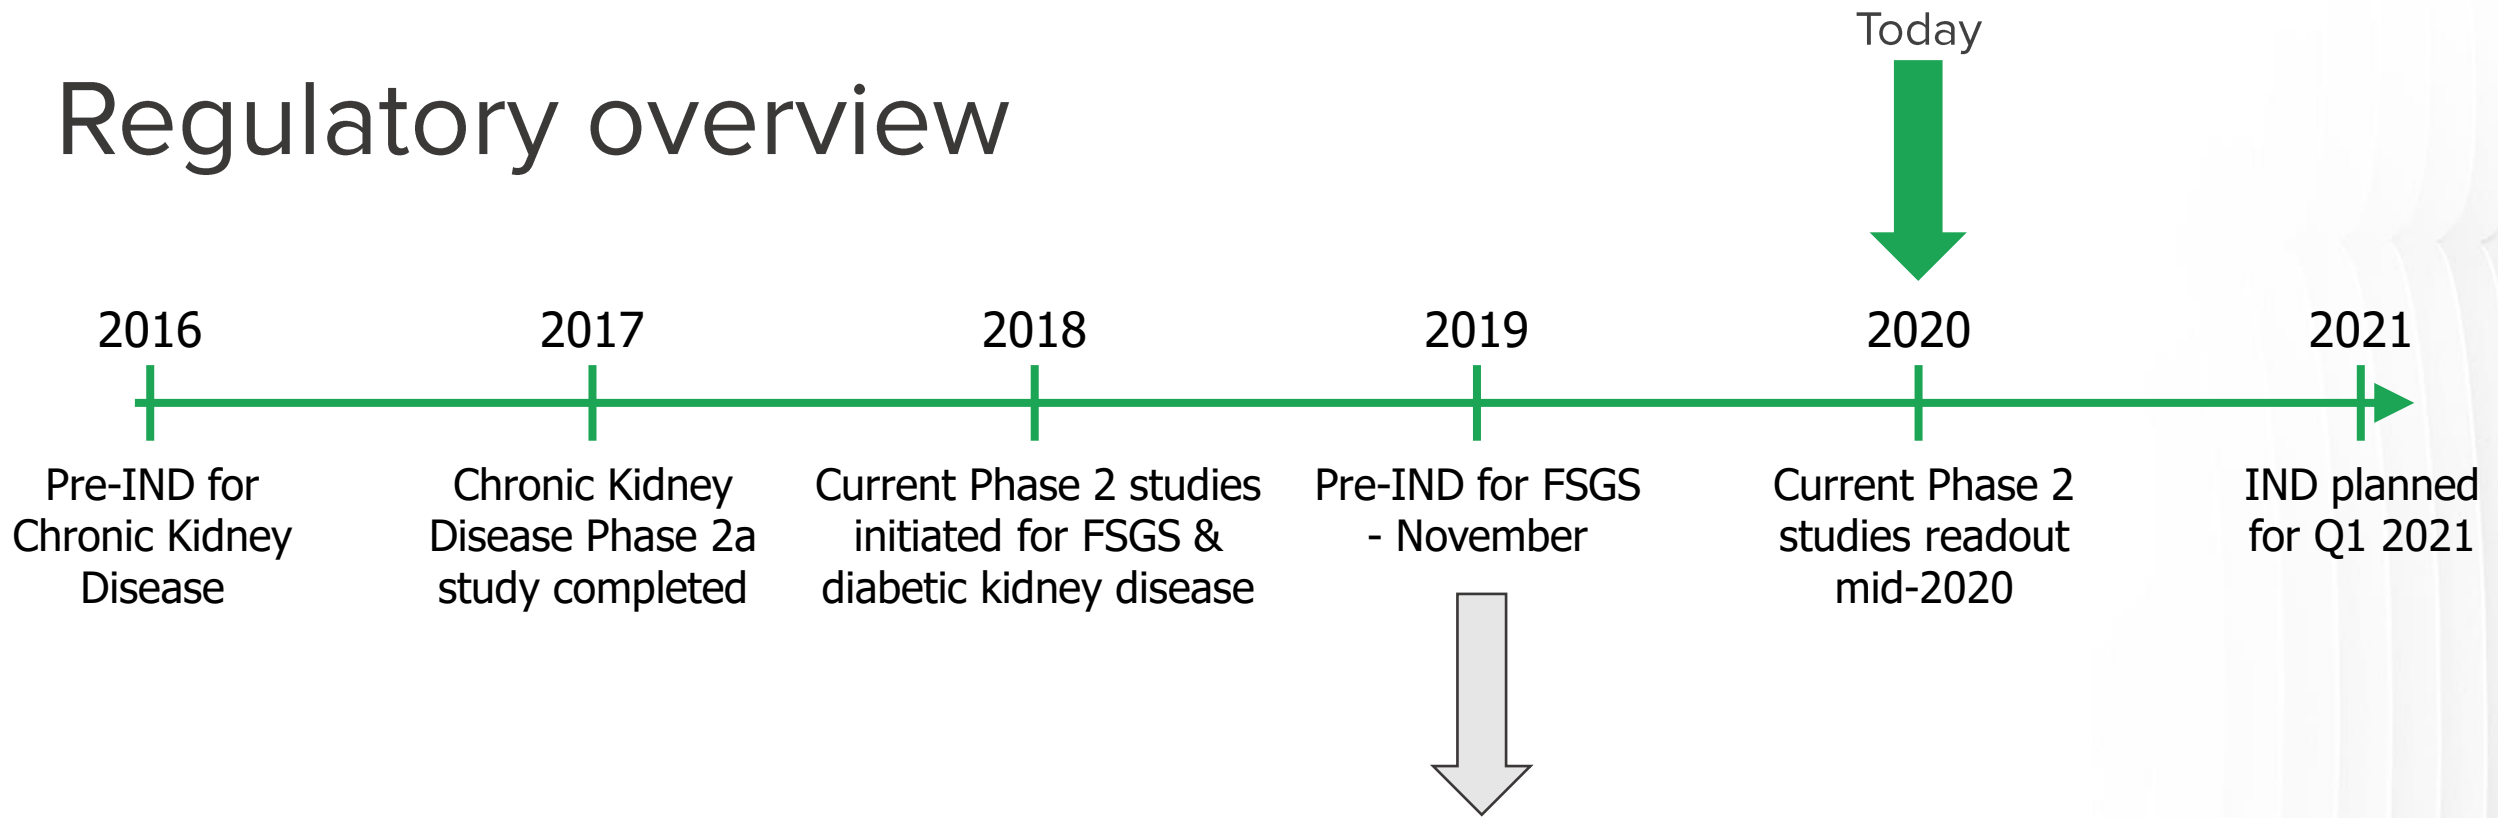 Today
Regulatory overview
2016
2017
2018
2019
2020
2021
Pre-IND for
Chronic Kidney
Disease
Chronic Kidney
Disease Phase 2a
study completed
Current Phase 2 studies
initiated for FSGS &
diabetic kidney disease
Pre-IND for FSGS
- November
Current Phase 2
studies readout
mid-2020
IND planned
for Q1 2021